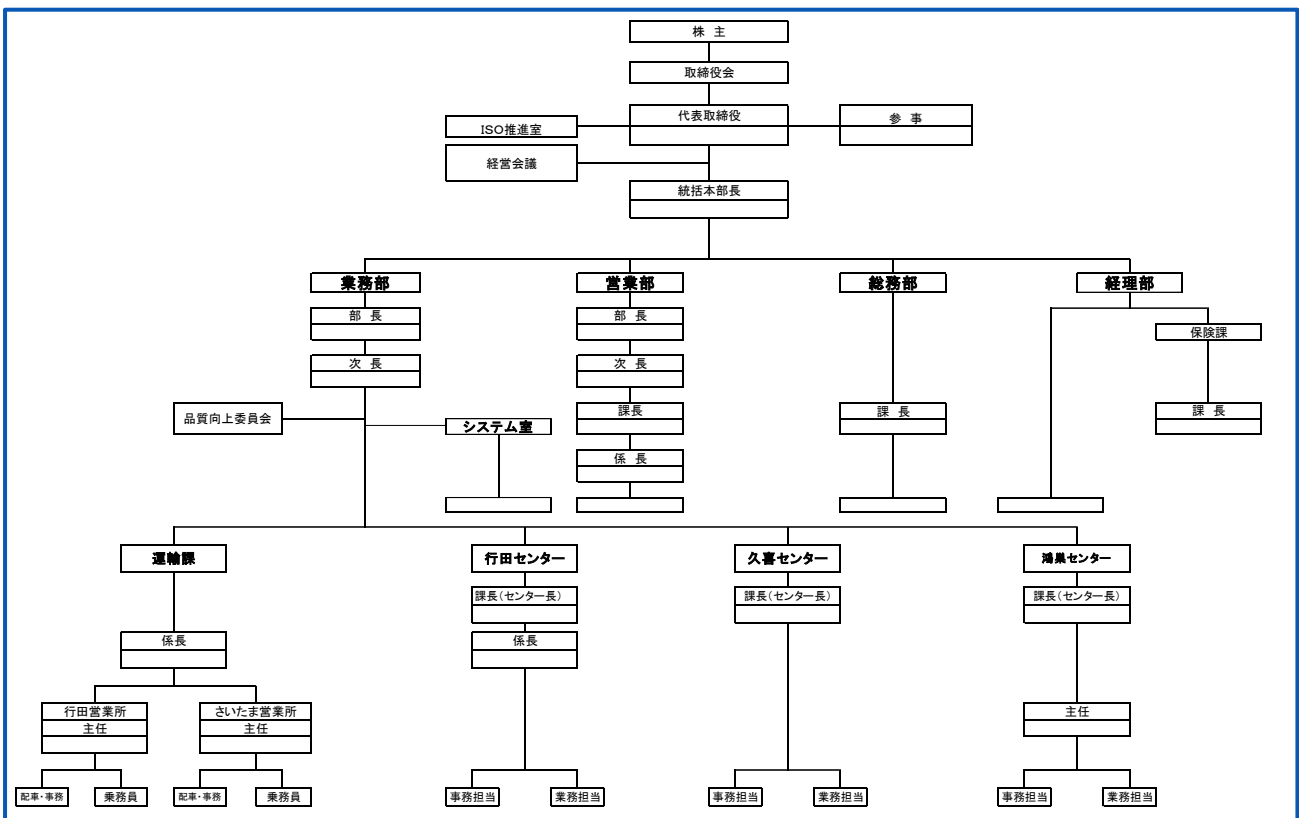 株 主
取締役会
代表取締役
参 事
ISO推進室
経営会議
統括本部長
業務部
営業部
総務部
経理部
部 長
部 長
保険課
次 長
次 長
品質向上委員会
システム室
課長
課 長
課 長
係 長
運輸課
行田センター
久喜センター
鴻巣センター
課長(センター長)
課長(センター長)
課長(センター長)
係長
係長
行田営業所
主任
さいたま営業所
主任
主任
配車・事務
乗務員
配車・事務
乗務員
事務担当
業務担当
事務担当
業務担当
事務担当
業務担当